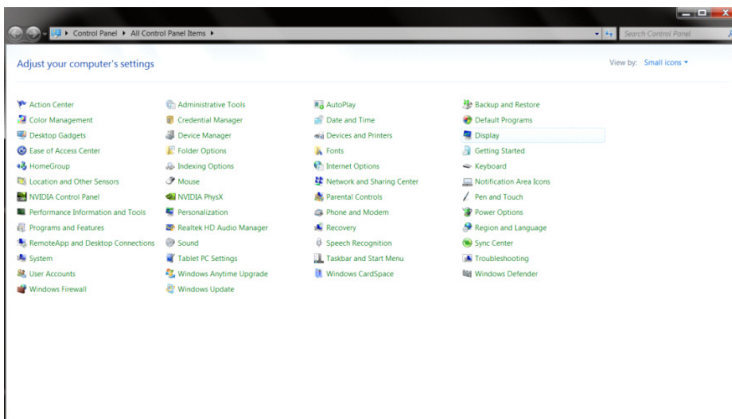 Control Panel ▸ All Control Panel Items ▸
Search Control Panel
Adjust your computer's settings
View by: Small icons
Action Center Administrative Tools AutoPlay Backup and Restore
Color Management Credential Manager Date and Time Default Programs
Desktop Gadgets Device Manager Devices and Printers Display
Ease of Access Center Folder Options Fonts Getting Started
HomeGroup Indexing Options Internet Options Keyboard
Location and Other Sensors Mouse Network and Sharing Center Notification Area Icons
NVIDIA Control Panel NVIDIA PhysX Parental Controls Pen and Touch
Performance Information and Tools Personalization Phone and Modem Power Options
Programs and Features Realtek HD Audio Manager Recovery Region and Language
RemoteApp and Desktop Connections Sound Speech Recognition Sync Center
System Tablet PC Settings Taskbar and Start Menu Troubleshooting
User Accounts Windows Anytime Upgrade Windows CardSpace Windows Defender
Windows Firewall Windows Update